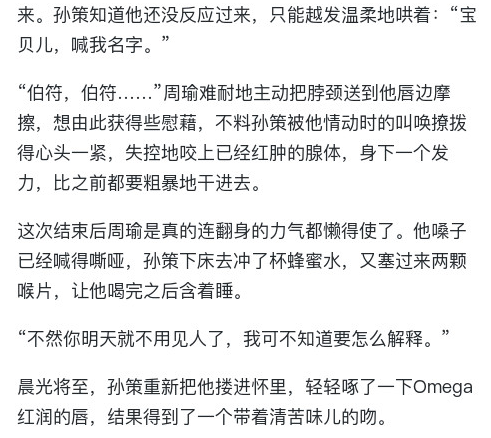 来。孙策知道他还没反应过来，只能越发温柔地哄着：“宝
贝儿，喊我名字。”
“伯符，伯符……”周瑜难耐地主动把脖颈送到他唇边摩
擦，想由此获得些慰藉，不料孙策被他情动时的叫唤撩拨
得心头一紧，失控地咬上已经红肿的腺体，身下一个发
力，比之前都要粗暴地干进去。
这次结束后周瑜是真的连翻身的力气都懒得使了。他嗓子
已经喊得嘶哑，孙策下床去冲了杯蜂蜜水，又塞过来两颗
喉片，让他喝完之后含着睡。
“不然你明天就不用见人了，我可不知道要怎么解释。”
晨光将至，孙策重新把他搂进怀里，轻轻啄了一下Omega
红润的唇，结果得到了一个带着清苦味儿的吻。